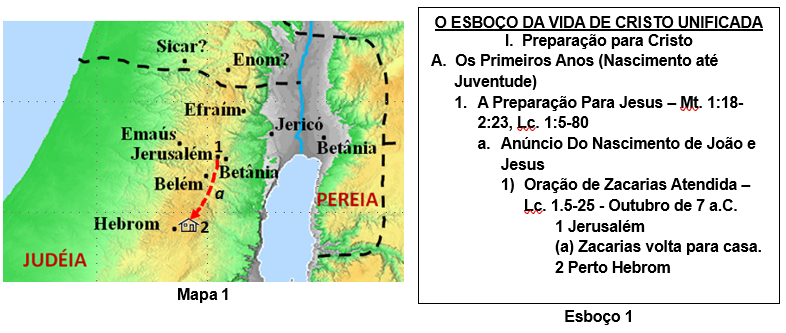 Sicar?
Enom?
Efraím
Emaús
Jericó
Jerusalém
1
Betânia
Betânia
Belém
a
PEREIA
Hebrom
2
JUDÉIA
Mapa 1
O ESBOÇO DA VIDA DE CRISTO UNIFICADA
I. Preparação para Cristo
A. Os Primeiros Anos (Nascimento até
Juventude)
1. A Preparação Para Jesus – Mt. 1:18-
2:23, Lc. 1:5-80
a. Anúncio Do Nascimento de João e
Jesus
1) Oração de Zacarias Atendida –
Lc. 1.5-25 - Outubro de 7 a.C.
1 Jerusalém
(a) Zacarias volta para casa.
2 Perto Hebrom
Esboço 1